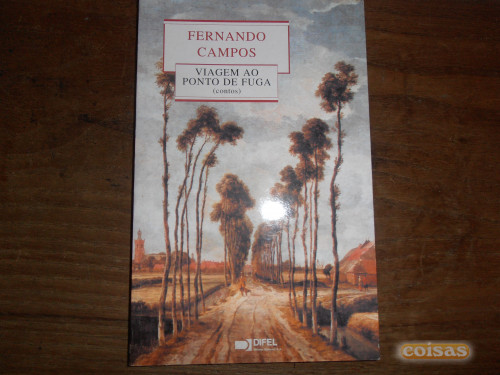 FERNANDO
CAMPOS
VIAGEM AO
PONTO DE FUGA
(contos)
DIFEL
coisas